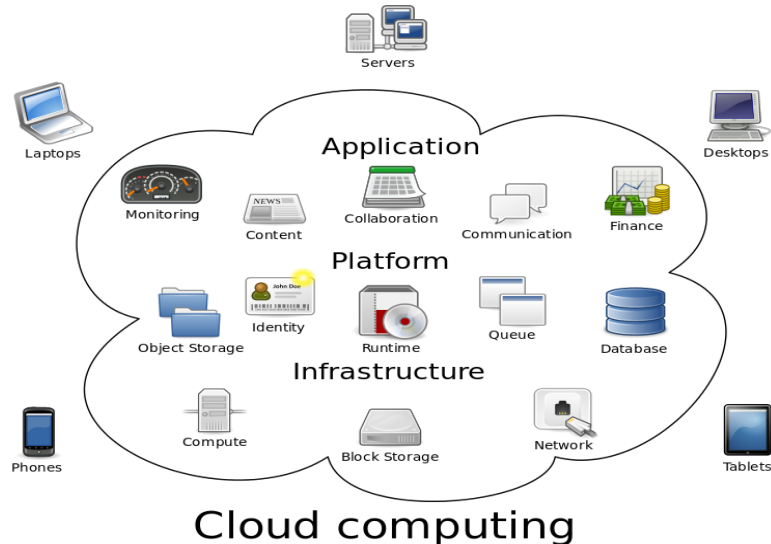 Servers
Laptops
Desktops
Application
Monitoring
NEWS
Content
Collaboration
Communication
Finance
Platform
John Doe
Object Storage
Identity
Runtime
Queue
Database
Infrastructure
Compute
Block Storage
Network
Phones
Tablets
Cloud computing